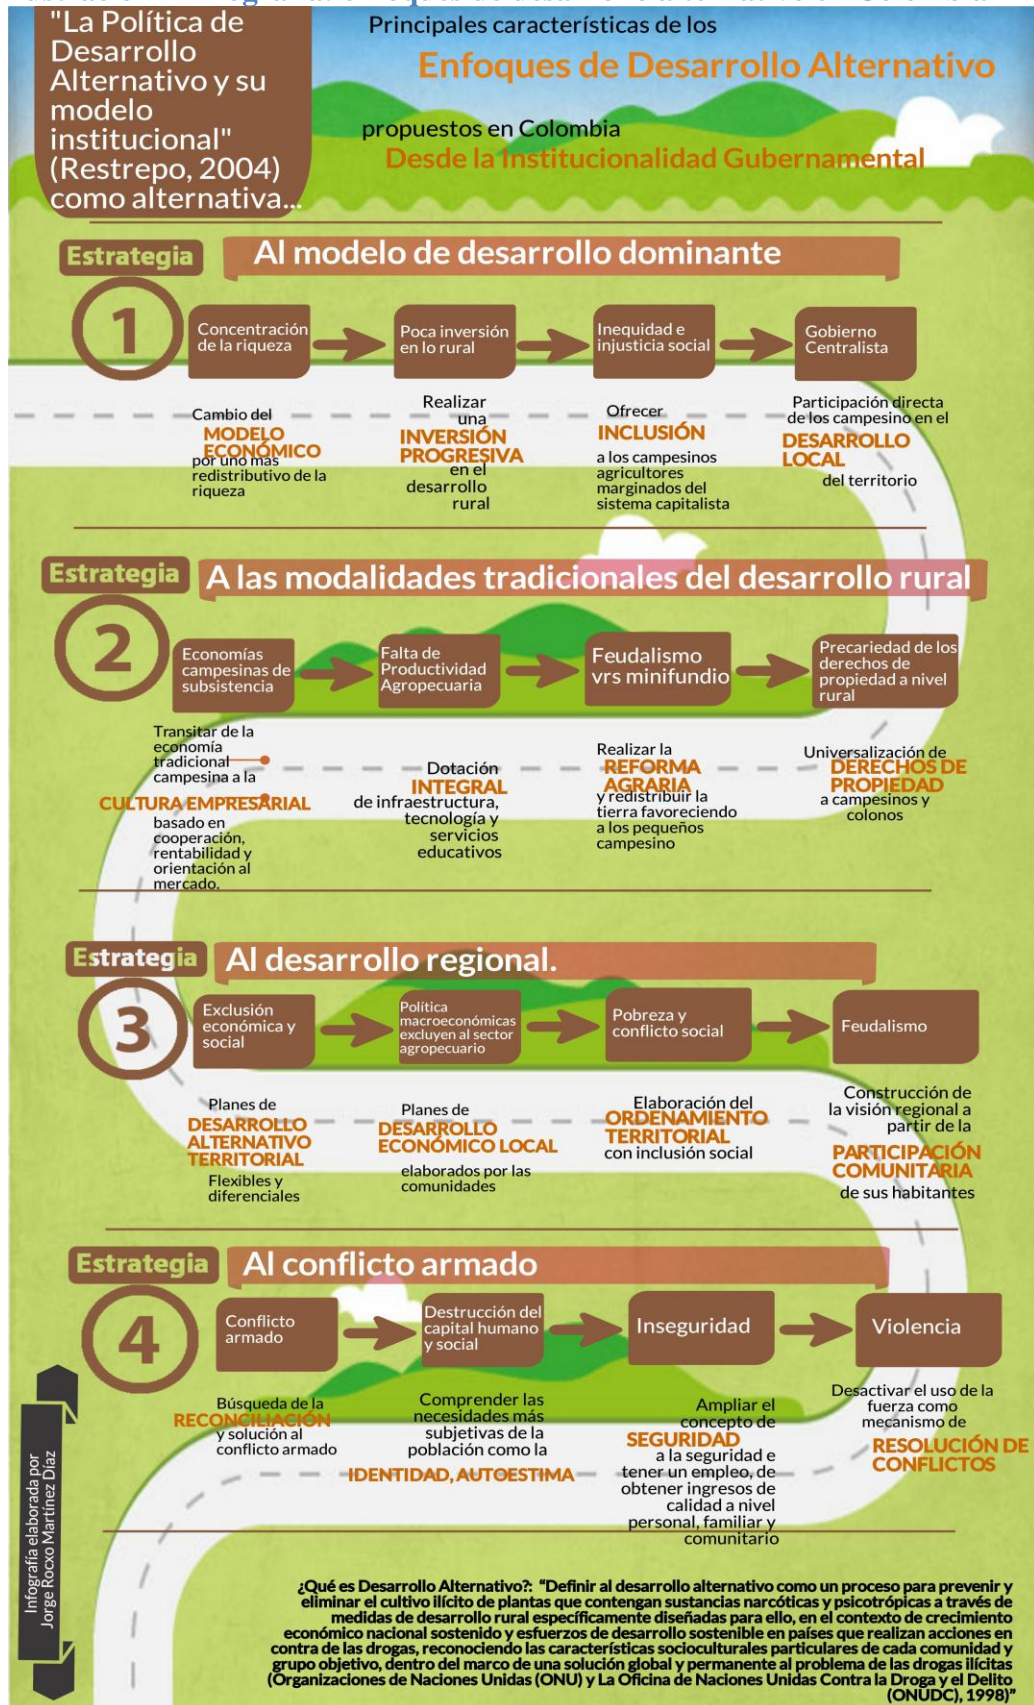 "La Política de
Desarrollo
Alternativo y su
modelo
institucional"
(Restrepo, 2004)
como alternativa...
Principales características de los
Enfoques de Desarrollo Alternativo
propuestos en Colombia
Desde la Institucionalidad Gubernamental
Estrategia
1
Al modelo de desarrollo dominante
Concentración
de la riqueza
Poca inversión
en lo rural
Inequidad e
injusticia social
Gobierno
Centralista
Cambio del
MODELO
ECONÓMICO
por uno mas
redistributivo de la
riqueza
Realizar
una
INVERSIÓN
PROGRESIVA
en el
desarrollo
rural
Ofrecer
INCLUSIÓN
a los campesinos
agricultores
marginados del
sistema capitalista
Participación directa
de los campesino en el
DESARROLLO
LOCAL
del territorio
Estrategia
2
A las modalidades tradicionales del desarrollo rural
Economías
campesinas de
subsistencia
Falta de
Productividad
Agropecuaria
Feudalismo
vrs minifundio
Precariedad de los
derechos de
propiedad a nivel
rural
Transitar de la
economía
tradicional
campesina a la
CULTURA EMPRESARIAL
basado en
cooperación,
rentabilidad y
orientación al
mercado.
Dotación
INTEGRAL
de infraestructura,
tecnología y
servicios
educativos
Realizar la
REFORMA
AGRARIA
y redistribuir la
tierra favoreciendo
a los pequeños
campesino
Universalización de
DERECHOS DE
PROPIEDAD
a campesinos y
colonos
Estrategia
3
Al desarrollo regional.
Exclusión
económica y
social
Política
macroeconómicas
excluyen al sector
agropecuario
Pobreza y
conflicto social
Feudalismo
Planes de
DESARROLLO
ALTERNATIVO
TERRITORIAL
Flexibles y
diferenciales
Planes de
DESARROLLO
ECONÓMICO LOCAL
elaborados por las
comunidades
Elaboración del
ORDENAMIENTO
TERRITORIAL
con inclusión social
Construcción de
la visión regional a
partir de la
PARTICIPACIÓN
COMUNITARIA
de sus habitantes
Estrategia
4
Al conflicto armado
Conflicto
armado
Destrucción del
capital humano
y social
Inseguridad
Violencia
Búsqueda de la
RECONCILIACIÓN
y solución al
conflicto armado
Comprender las
necesidades más
subjetivas de la
población como la
IDENTIDAD, AUTOESTIMA
Ampliar el
concepto de
SEGURIDAD
a la seguridad e
tener un empleo, de
obtener ingresos de
calidad a nivel
personal, familiar y
comunitario
Desactivar el uso de la
fuerza como
mecanismo de
RESOLUCIÓN DE
CONFLICTOS
Infografía elaborada por
Jorge Rocxo Martínez Díaz
¿Qué es Desarrollo Alternativo?: “Definir al desarrollo alternativo como un proceso para prevenir y
eliminar el cultivo ilícito de plantas que contengan sustancias narcóticas y psicotrópicas a través de
medidas de desarrollo rural específicamente diseñadas para ello, en el contexto de crecimiento
económico nacional sostenido y esfuerzos de desarrollo sostenible en países que realizan acciones en
contra de las drogas, reconociendo las características socioculturales particulares de cada comunidad y
grupo objetivo, dentro del marco de una solución global y permanente al problema de las drogas ilícitas
(Organizaciones de Naciones Unidas (ONU) y La Oficina de Naciones Unidas Contra la Droga y el Delito
(ONUDC), 1998)”